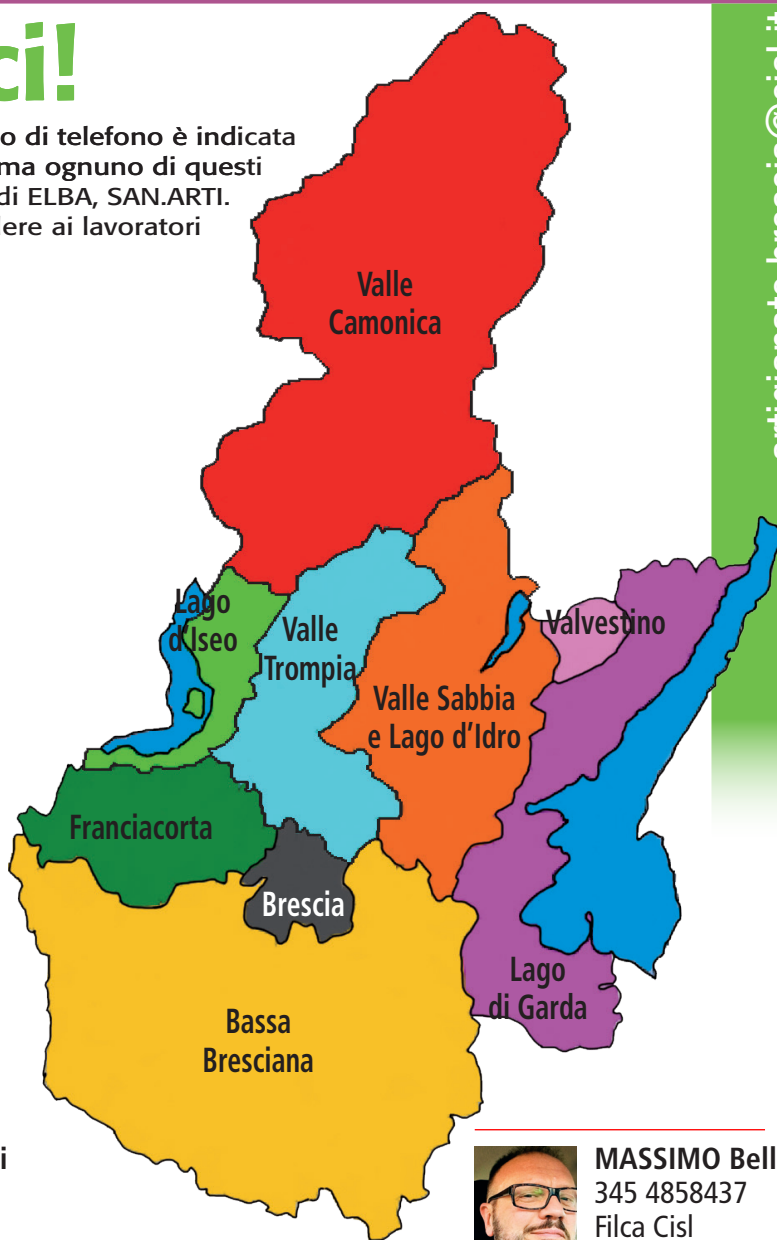 ci!
o di telefono è indicata
ma ognuno di questi
di ELBA, SAN.ARTI.
dere ai lavoratori
Valle
Camonica
Lago
d'Iseo
Valle
Trompia
Valvestino
Valle Sabbia
e Lago d'Idro
Franciacorta
Brescia
Lago
di Garda
Bassa
Bresciana
i
MASSIMO Bell
345 4858437
Filca Cisl